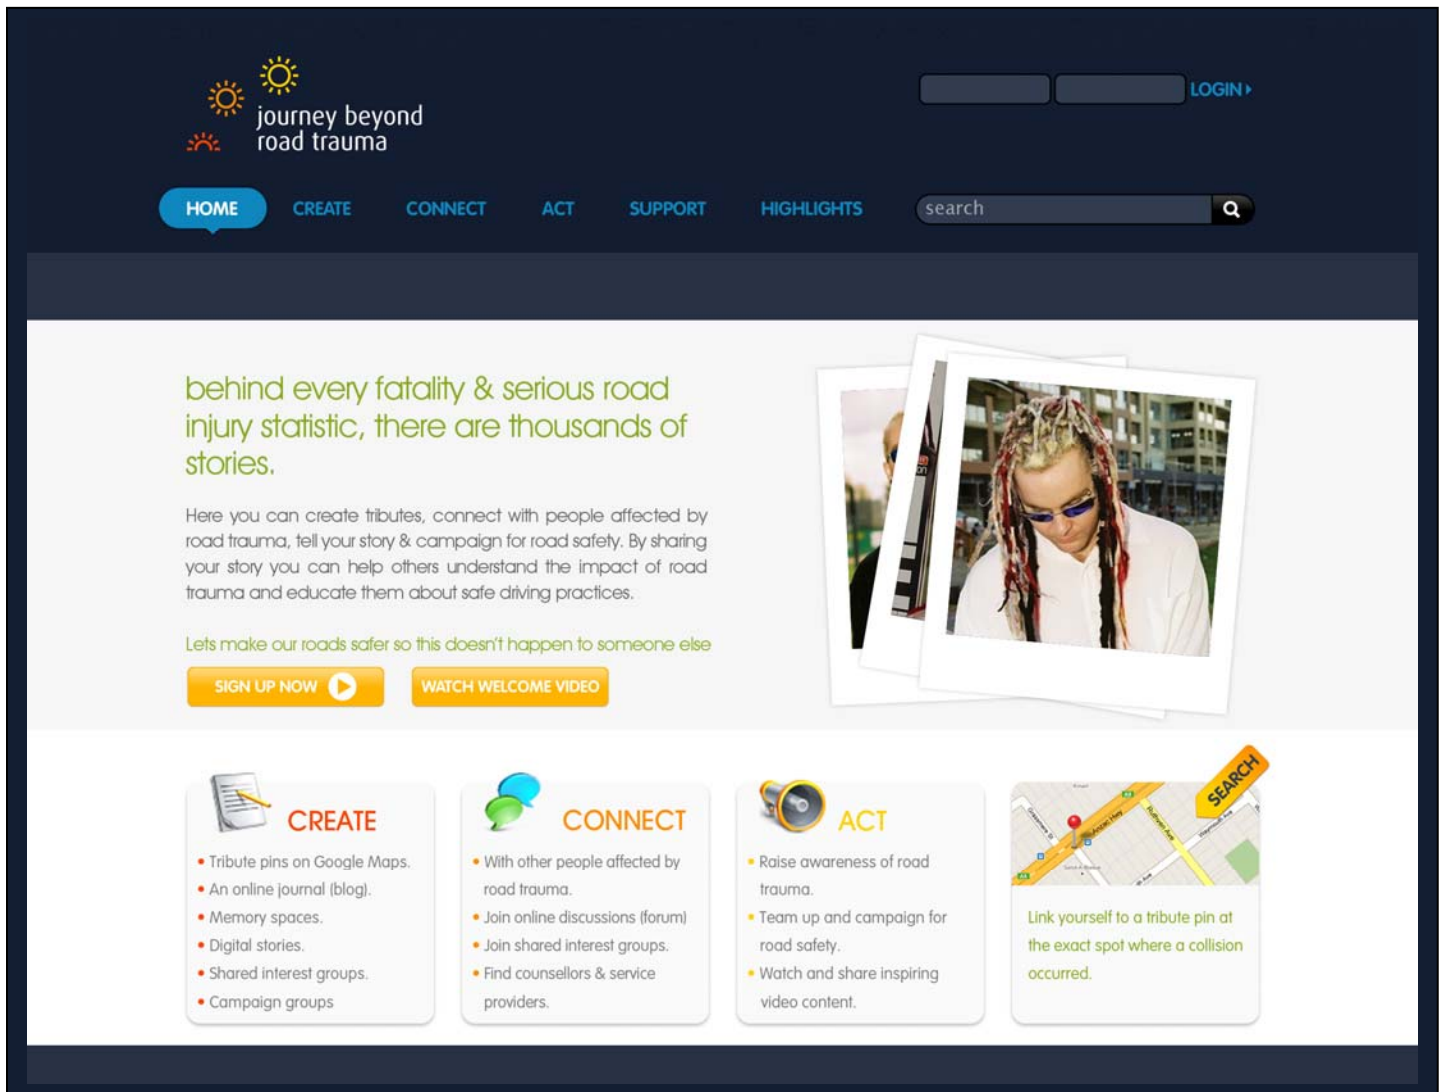 journey beyond
road trauma
LOGIN
HOME CREATE CONNECT ACT SUPPORT HIGHLIGHTS search
behind every fatality & serious road
injury statistic, there are thousands of
stories.
Here you can create tributes, connect with people affected by
road trauma, tell your story & campaign for road safety. By sharing
your story you can help others understand the impact of road
trauma and educate them about safe driving practices.
Lets make our roads safer so this doesn't happen to someone else
SIGN UP NOW WATCH WELCOME VIDEO
CREATE
• Tribute pins on Google Maps.
• An online journal (blog).
• Memory spaces.
• Digital stories.
• Shared interest groups.
• Campaign groups
CONNECT
• With other people affected by
road trauma.
• Join online discussions (forum)
• Join shared interest groups.
• Find counsellors & service
providers.
ACT
• Raise awareness of road
trauma.
• Team up and campaign for
road safety.
• Watch and share inspiring
video content.
SEARCH
Anzac Hwy
Link yourself to a tribute pin at
the exact spot where a collision
occurred.